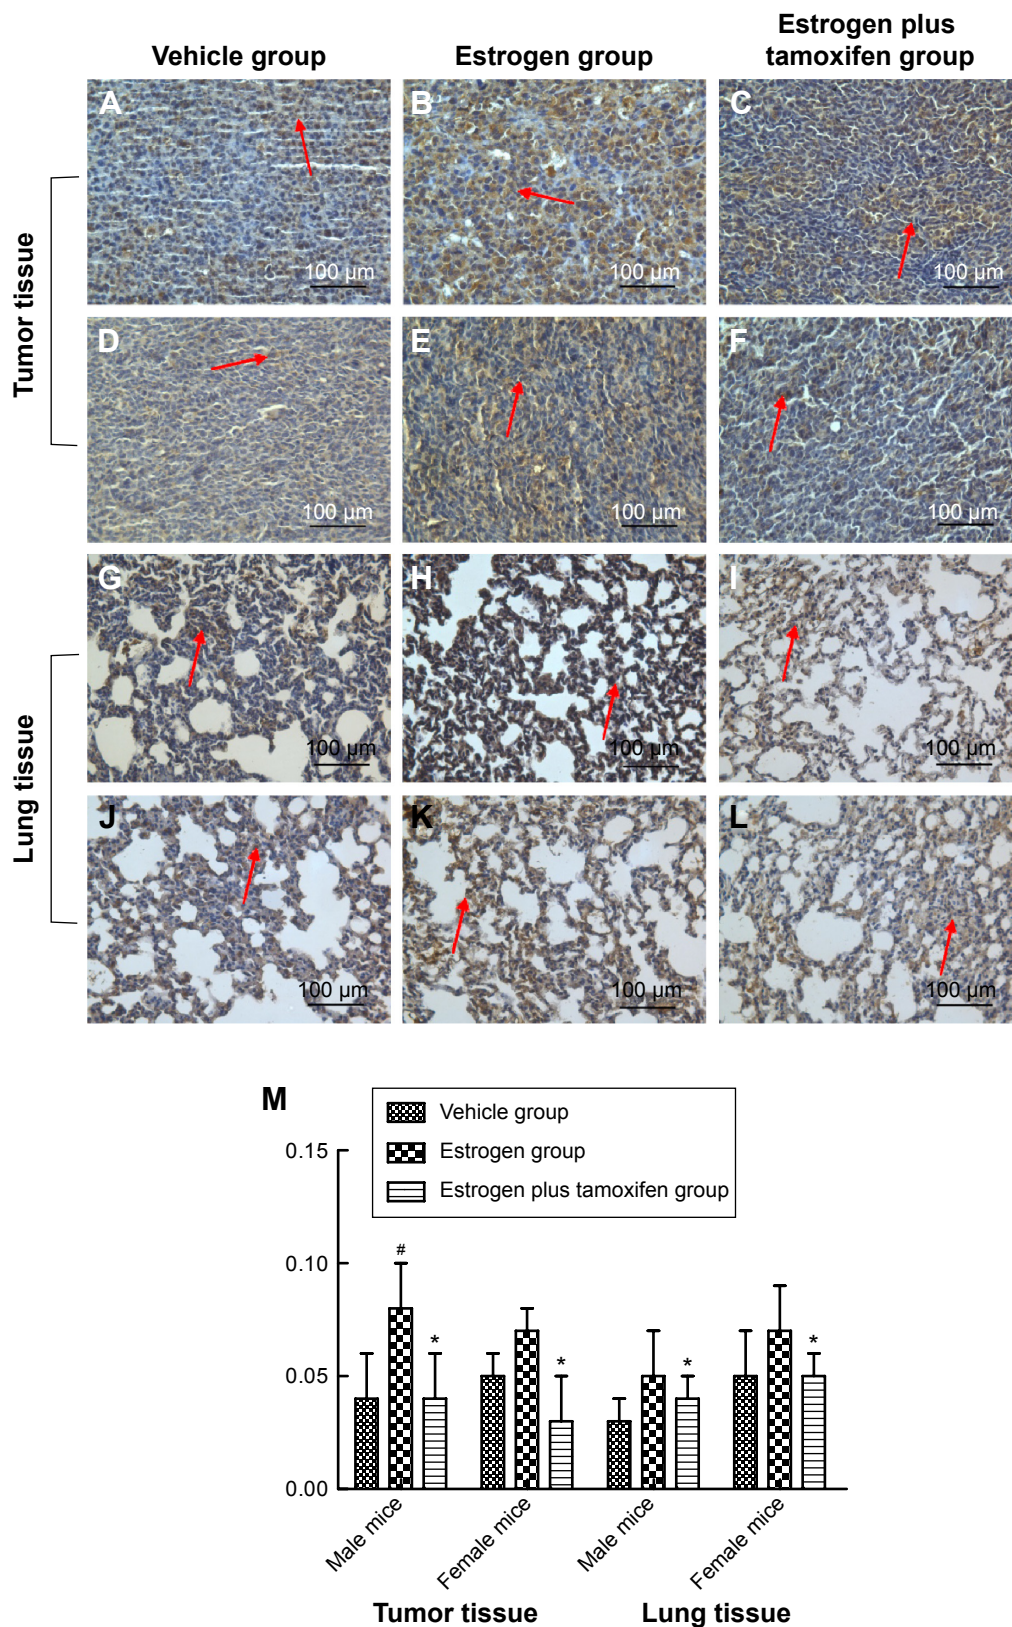 Vehicle group
Estrogen group
Estrogen plus
tamoxifen group
Tumor tissue
A
100 µm
B
100 µm
C
100 µm
D
100 µm
E
100 µm
F
100 µm
Lung tissue
G
100 µm
H
100 µm
I
100 µm
J
100 µm
K
100 µm
L
100 µm
M
Vehicle group
Estrogen group
Estrogen plus tamoxifen group
0.15
0.10
0.05
0.00
#
*
*
*
*
Male mice
Female mice
Male mice
Female mice
Tumor tissue
Lung tissue